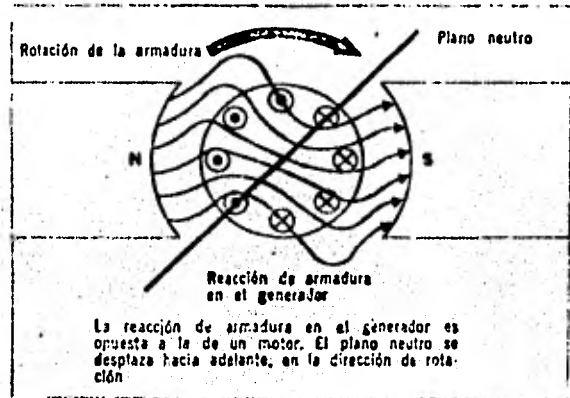 Rotación de la armadura
Plano neutro
N
S
Reacción de armadura
en el generador
La reacción de armadura en el generador es
opuesta a la de un motor. El plano neutro se
desplaza hacia adelante, en la dirección de rota-
ción